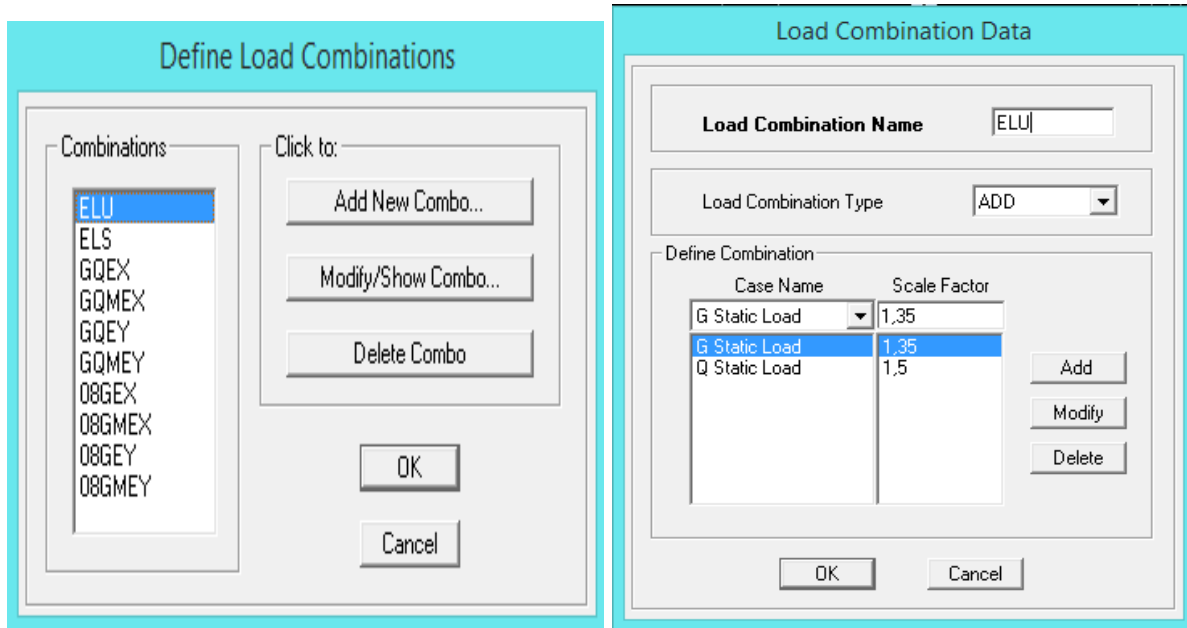 Define Load Combinations
Combinations
ELU
ELS
GQEX
GQMEX
GQEY
GQMEY
08GEX
08GMEX
08GEY
08GMEY
Click to:
Add New Combo...
Modify/Show Combo...
Delete Combo
OK
Cancel
Load Combination Data
Load Combination Name ELU
Load Combination Type ADD
Define Combination
Case Name Scale Factor
G Static Load 1,35
G Static Load 1,35
Q Static Load 1,5
Add
Modify
Delete
OK Cancel